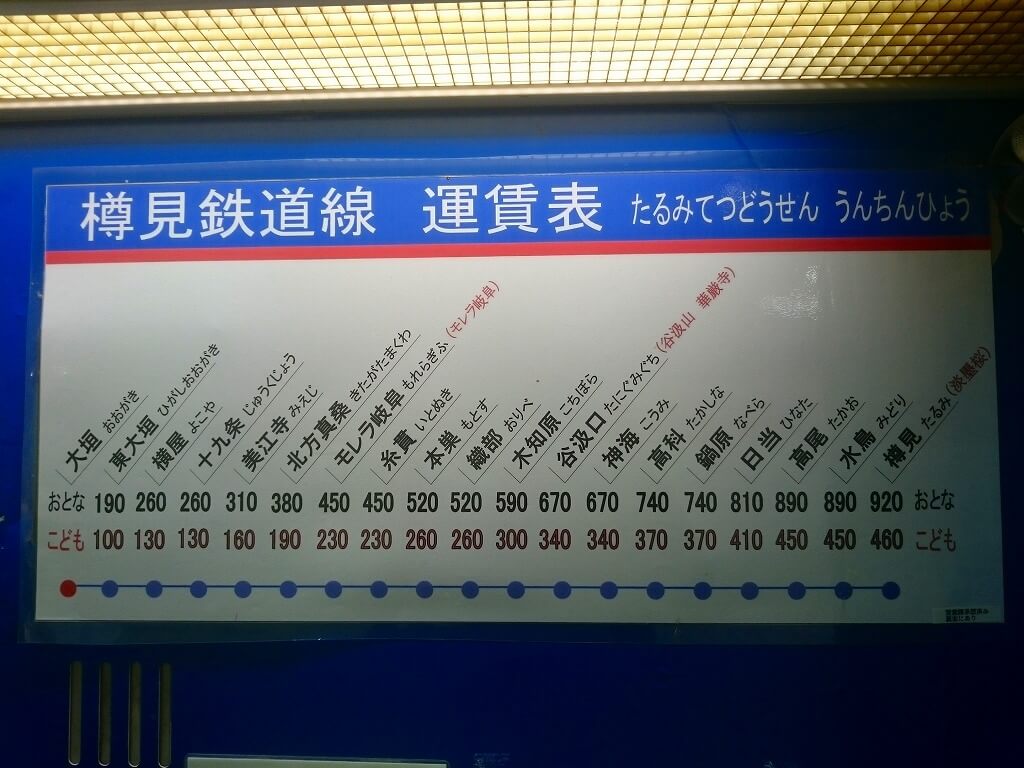 樽見鉄道線 運賃表 たるみてつどうせん うんちんひょう
大垣 おおがき
東大垣 ひがしおおがき
横屋 よこや
十九条 じゅうくじょう
美江寺 みえじ
北方真桑 きたがたまくわ
モレラ岐阜 もれらぎふ (モレラ岐阜)
糸貫 いとぬき
本巣 もとす
織部 おりべ
木知原 こちぼら
谷汲口 たにぐみぐち (谷汲山 華厳寺)
神海 こうみ
高科 たかしな
鍋原 なべら
日当 ひなた
高尾 たかお
水鳥 みどり
樽見 たるみ (淡墨桜)
おとな 190 260 260 310 380 450 450 520 520 590 670 670 740 740 810 890 890 920 おとな
こども 100 130 130 160 190 230 230 260 260 300 340 340 370 370 410 450 450 460 こども